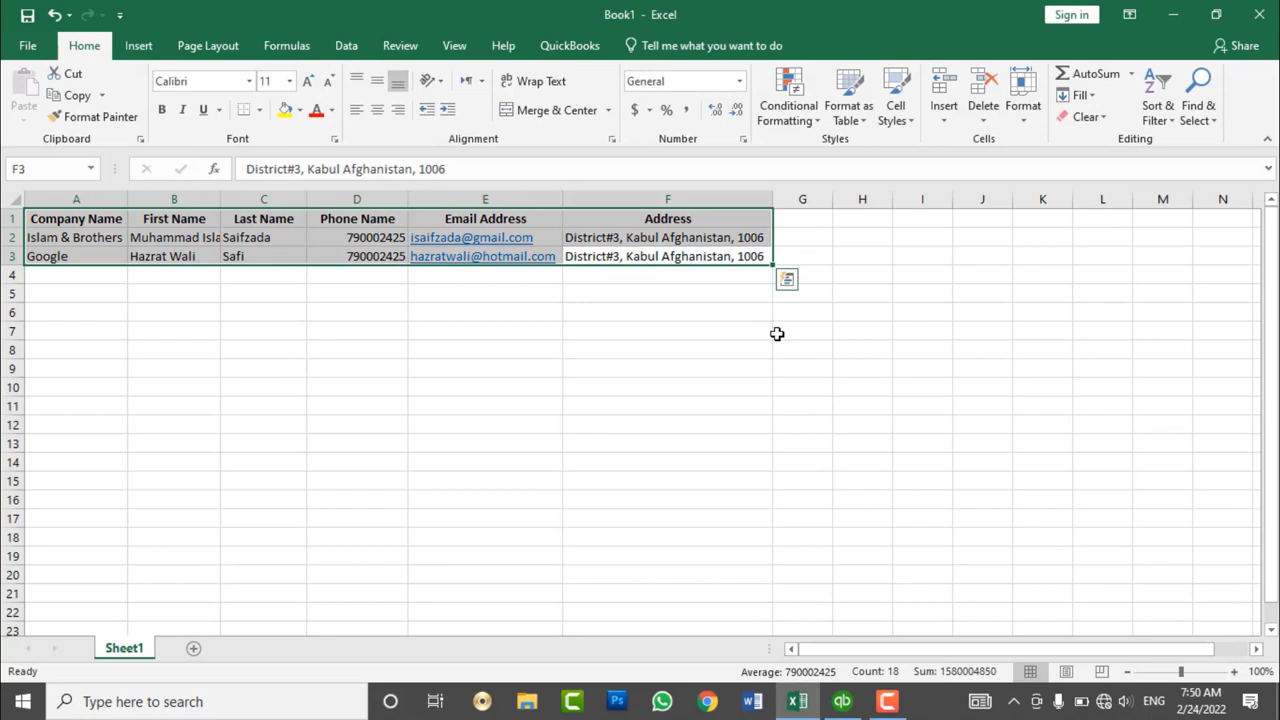 Book1 - Excel
Sign in
File Home Insert Page Layout Formulas Data Review View Help QuickBooks Tell me what you want to do Share
Paste Cut Copy Format Painter Clipboard
Calibri 11 B I U Font
Wrap Text Merge & Center Alignment
General $ % , Number
Conditional Formatting Format as Table Cell Styles Styles
Insert Delete Format Cells
AutoSum Fill Clear Sort & Filter Find & Select Editing
F3 fx District#3, Kabul Afghanistan, 1006
A B C D E F G H I J K L M N
1 Company Name First Name Last Name Phone Name Email Address Address
2 Islam & Brothers Muhammad Isla Saifzada 790002425 isaifzada@gmail.com District#3, Kabul Afghanistan, 1006
3 Google Hazrat Wali Safi 790002425 hazratwali@hotmail.com District#3, Kabul Afghanistan, 1006
4
5
6
7
8
9
10
11
12
13
14
15
16
17
18
19
20
21
22
23
Sheet1
Ready Average: 790002425 Count: 18 Sum: 1580004850 100%
Type here to search
ENG
7:50 AM
2/24/2022